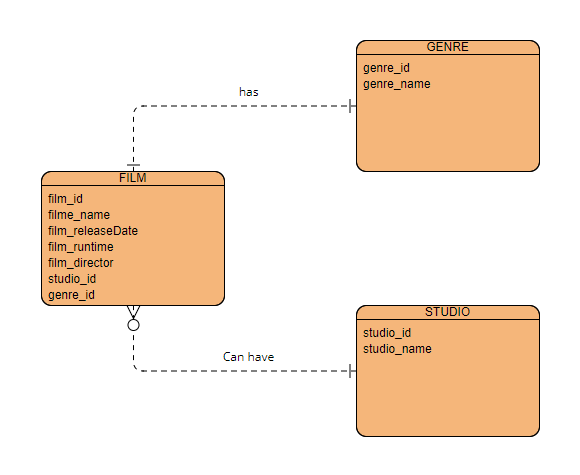 GENRE
genre_id
genre_name
has
FILM
film_id
filme_name
film_releaseDate
film_runtime
film_director
studio_id
genre_id
STUDIO
studio_id
studio_name
Can have